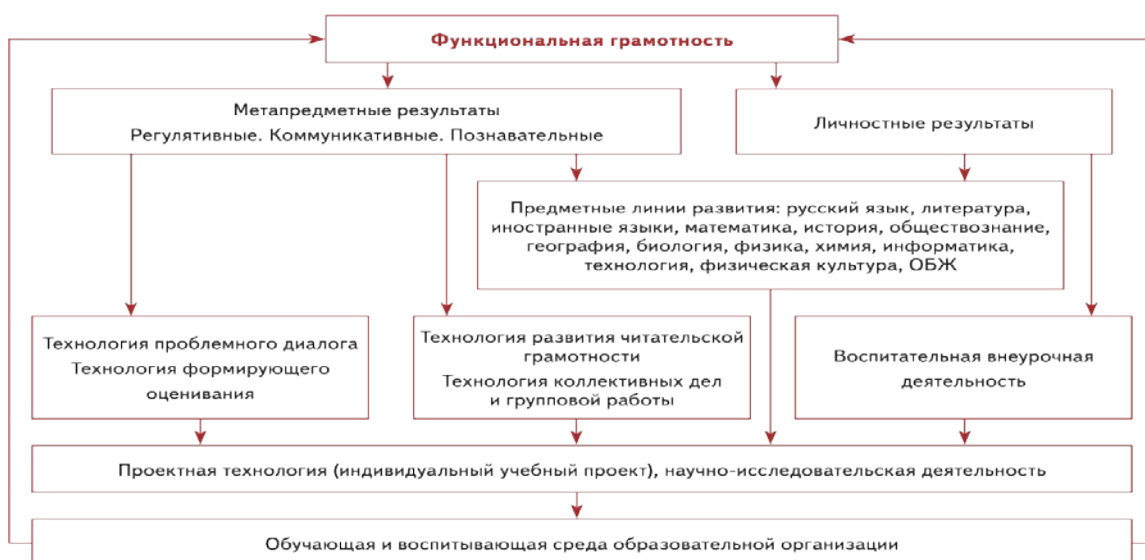 Функциональная грамотность
Метапредметные результаты
Регулятивные. Коммуникативные. Познавательные
Личностные результаты
Предметные линии развития: русский язык, литература,
иностранные языки, математика, история, обществознание,
география, биология, физика, химия, информатика,
технология, физическая культура, ОБЖ
Технология проблемного диалога
Технология формирующего
оценивания
Технология развития читательской
грамотности
Технология коллективных дел
и групповой работы
Воспитательная внеурочная
деятельность
Проектная технология (индивидуальный учебный проект), научно-исследовательская деятельность
Обучающая и воспитывающая среда образовательной организации